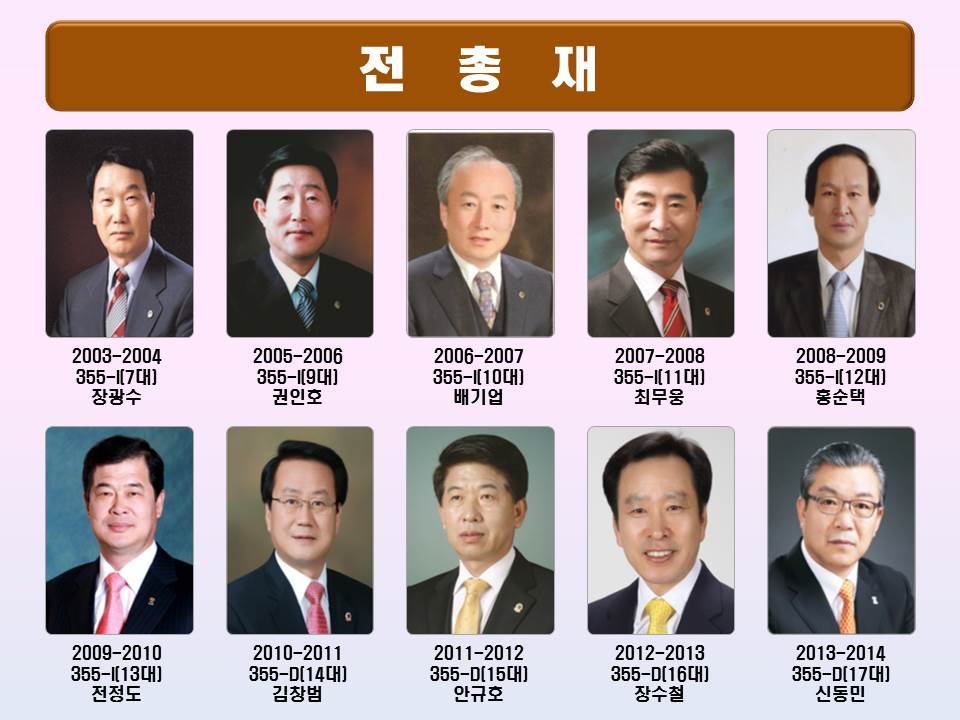 전 총 재
2003-2004
355-I(7대)
장광수
2005-2006
355-I(9대)
권인호
2006-2007
355-I(10대)
배기업
2007-2008
355-I(11대)
최무웅
2008-2009
355-I(12대)
홍순택
2009-2010
355-I(13대)
전정도
2010-2011
355-D(14대)
김창범
2011-2012
355-D(15대)
안규호
2012-2013
355-D(16대)
장수철
2013-2014
355-D(17대)
신동민